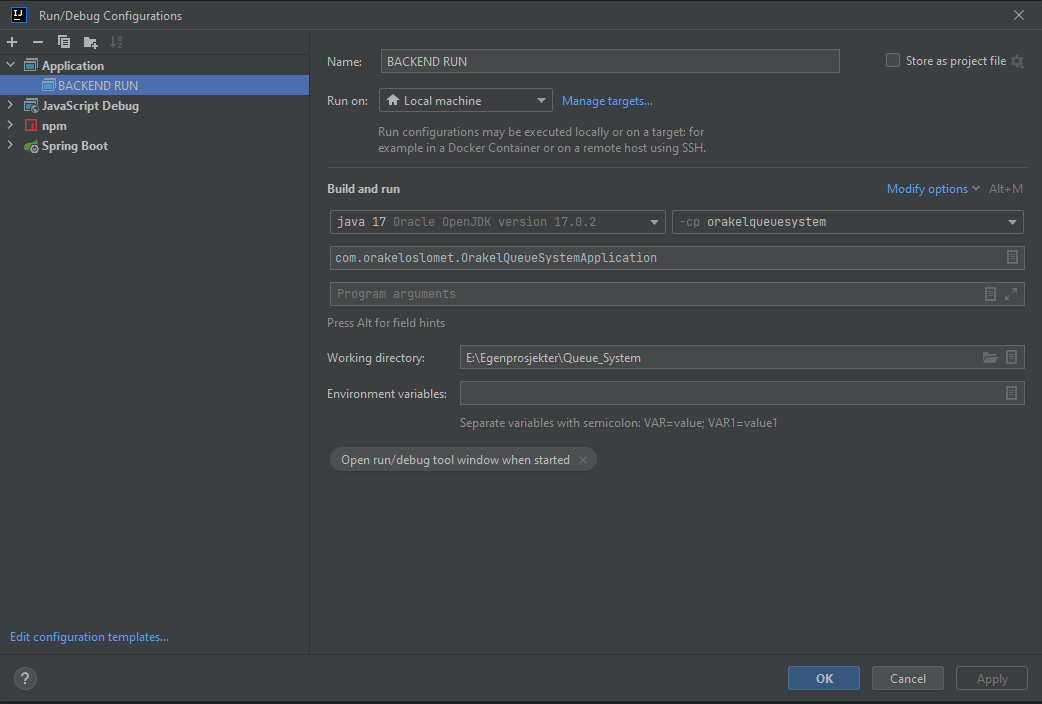 IJ Run/Debug Configurations
Application
BACKEND RUN
JavaScript Debug
npm
Spring Boot
Edit configuration templates...
Name: BACKEND RUN Store as project file
Run on: Local machine Manage targets...
Run configurations may be executed locally or on a target: for
example in a Docker Container or on a remote host using SSH.
Build and run Modify options Alt+M
java 17 Oracle OpenJDK version 17.0.2 -cp orakelqueuesystem
com.orakeloslomet.OrakelQueueSystemApplication
Program arguments
Press Alt for field hints
Working directory: E:\Egenprosjekter\Queue_System
Environment variables:
Separate variables with semicolon: VAR=value; VAR1=value1
Open run/debug tool window when started
? OK Cancel Apply